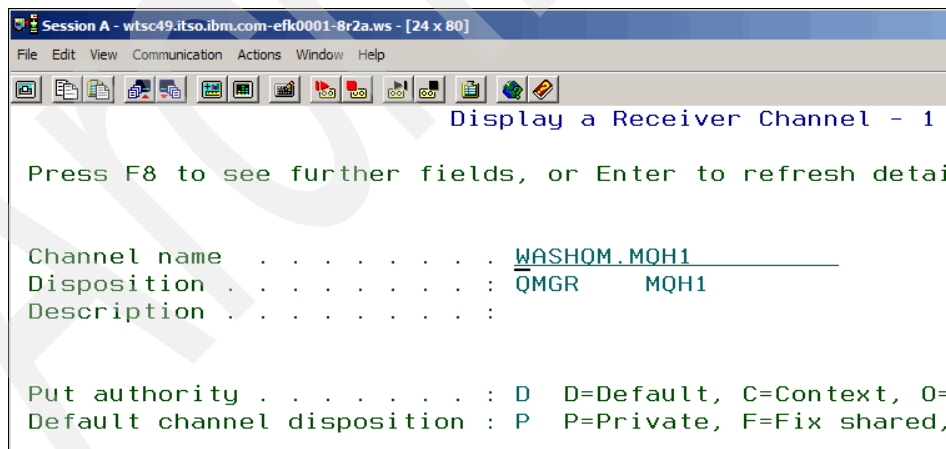 Session A - wtsc49.itso.ibm.com-efk0001-8r2a.ws - [24 x 80]
File Edit View Communication Actions Window Help
Display a Receiver Channel - 1
Press F8 to see further fields, or Enter to refresh detai
Channel name . . . . . . . . WASHQM.MQH1
Disposition . . . . . . . . : QMGR MQH1
Description . . . . . . . . :
Put authority . . . . . . . : D D=Default, C=Context, O=
Default channel disposition : P P=Private, F=Fix shared,